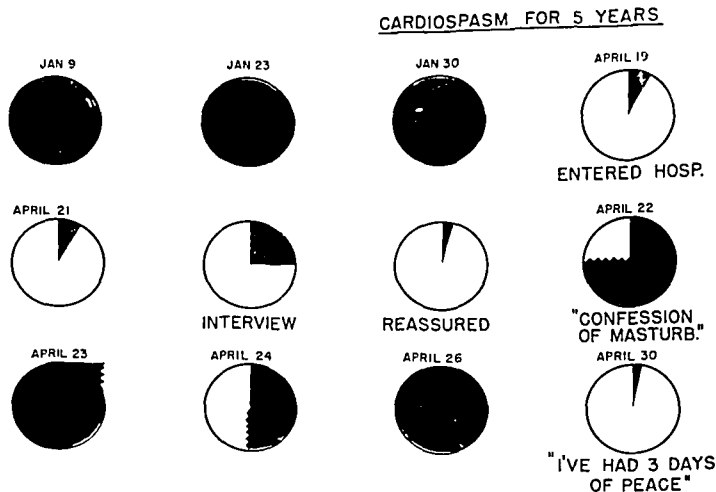 CARDIOSPASM FOR 5 YEARS
JAN 9
JAN 23
JAN 30
APRIL 19
ENTERED HOSP.
APRIL 21
INTERVIEW
REASSURED
APRIL 22
"CONFESSION
OF MASTURB."
APRIL 23
APRIL 24
APRIL 26
APRIL 30
"I'VE HAD 3 DAYS
OF PEACE"